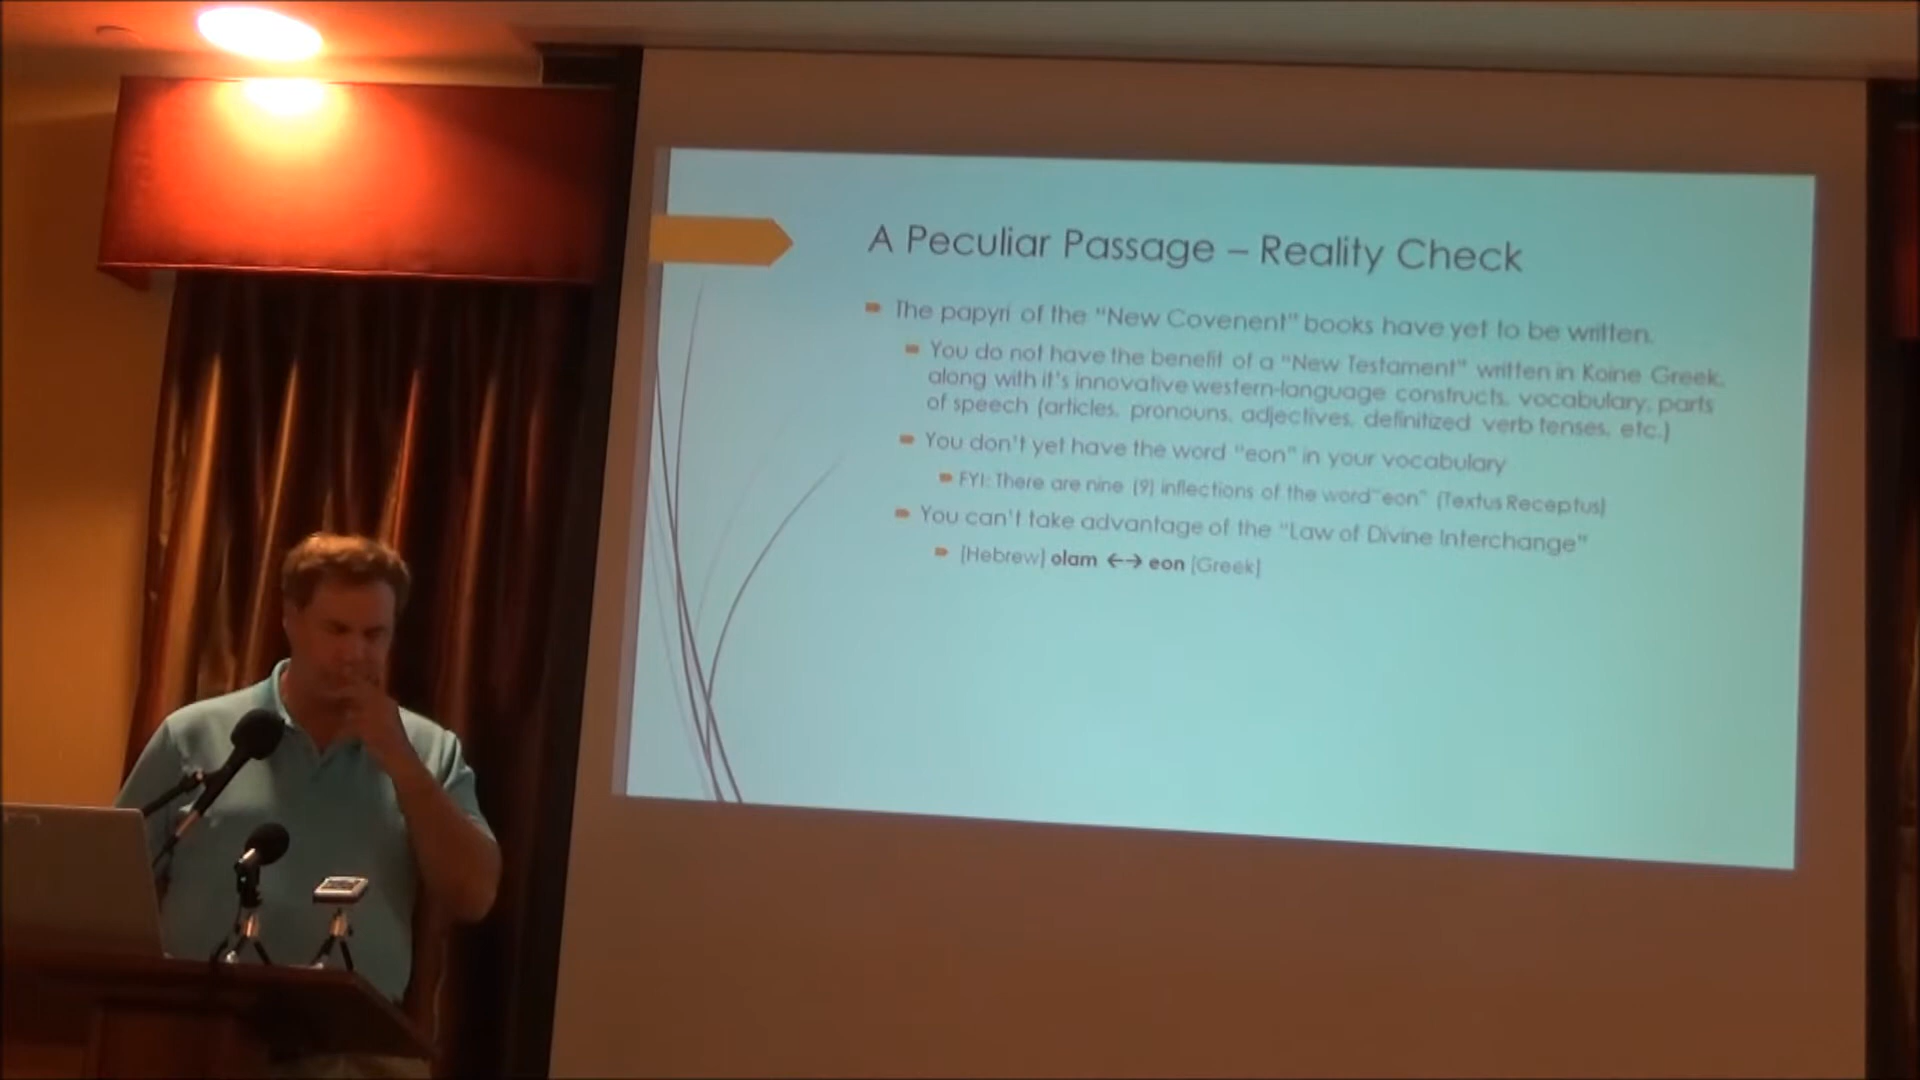 A Peculiar Passage – Reality Check
The papyri of the "New Covenent" books have yet to be written.
You do not have the benefit of a "New Testament" written in Koine Greek,
along with it's innovative western-language constructs, vocabulary, parts
of speech (articles, pronouns, adjectives, definitized verb tenses, etc.)
You don't yet have the word "eon" in your vocabulary
FYI: There are nine (9) inflections of the word "eon" (Textus Receptus)
You can't take advantage of the "Law of Divine Interchange"
[Hebrew] olam ←→ eon [Greek]